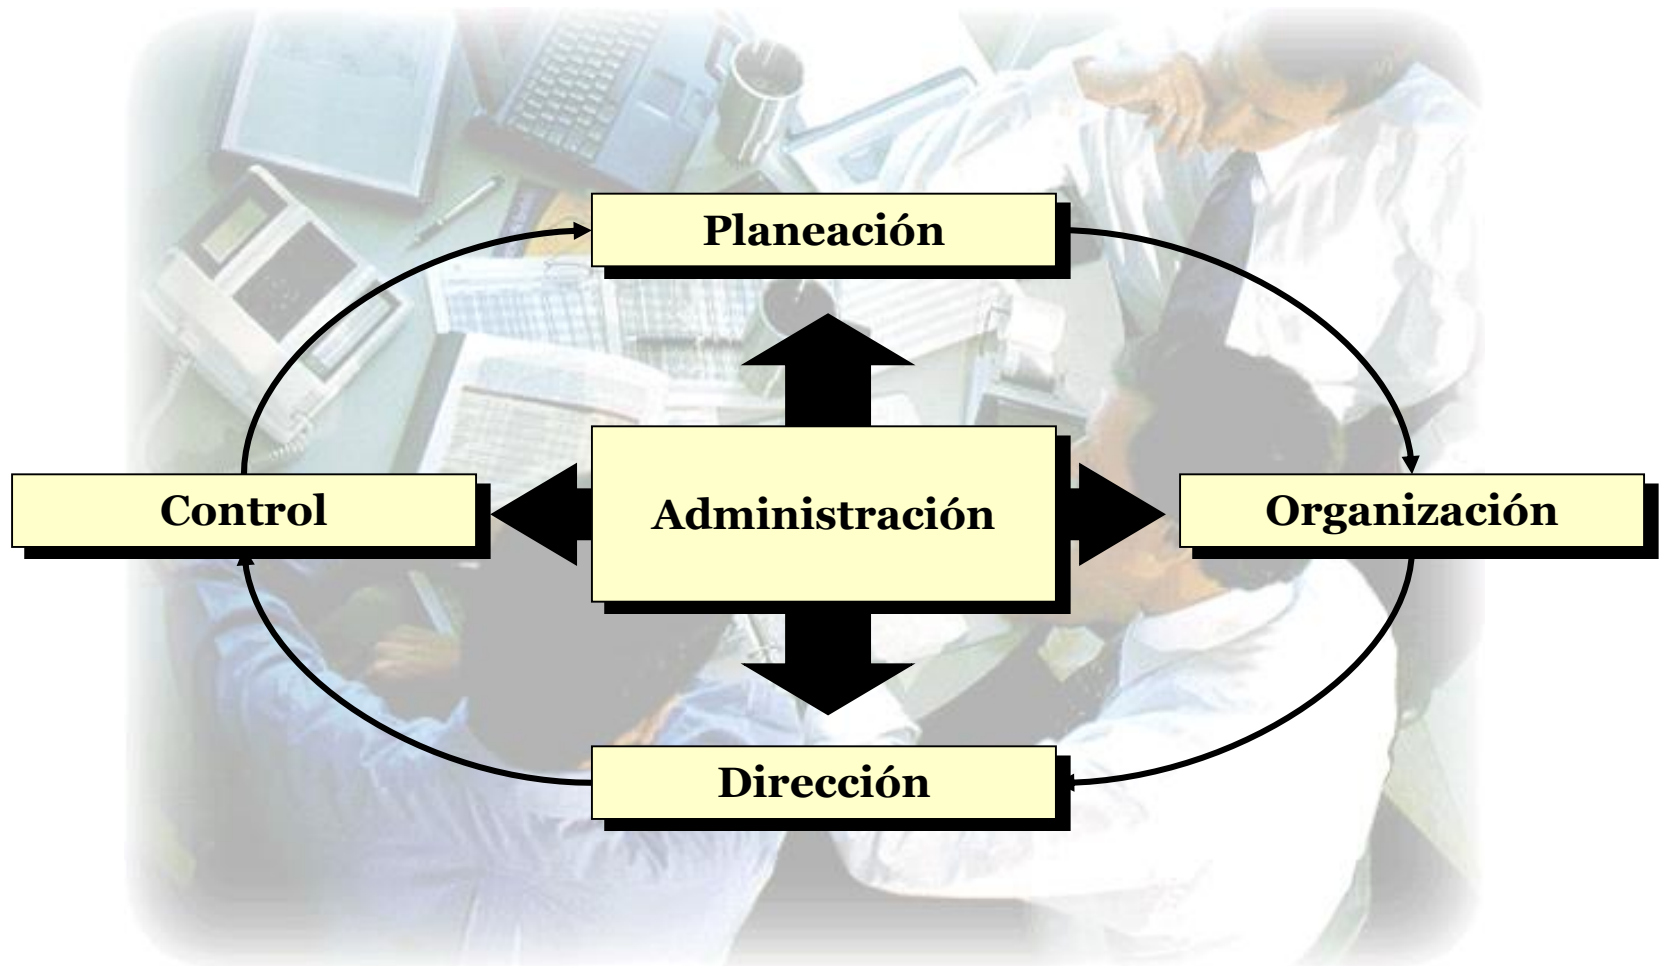 Planeación
Control
Administración
Organización
Dirección